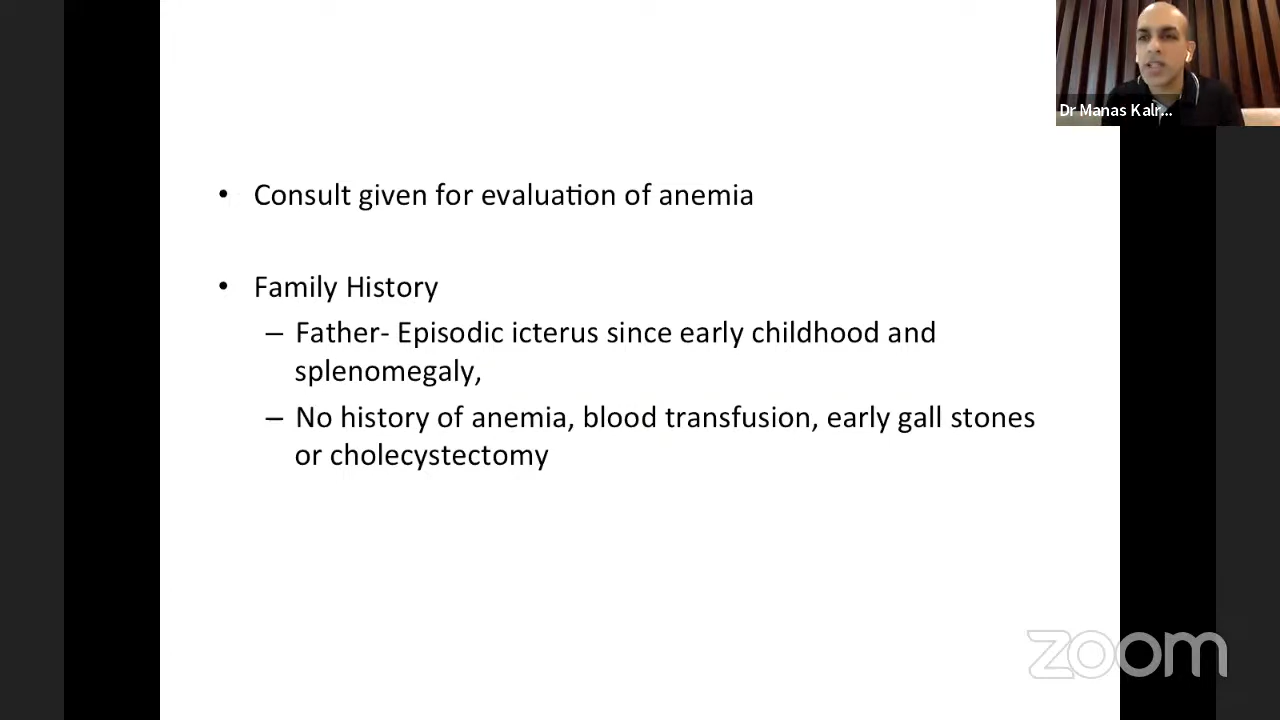 Dr Manas Kalr...
• Consult given for evaluation of anemia
• Family History
– Father- Episodic icterus since early childhood and
splenomegaly,
– No history of anemia, blood transfusion, early gall stones
or cholecystectomy
zoom